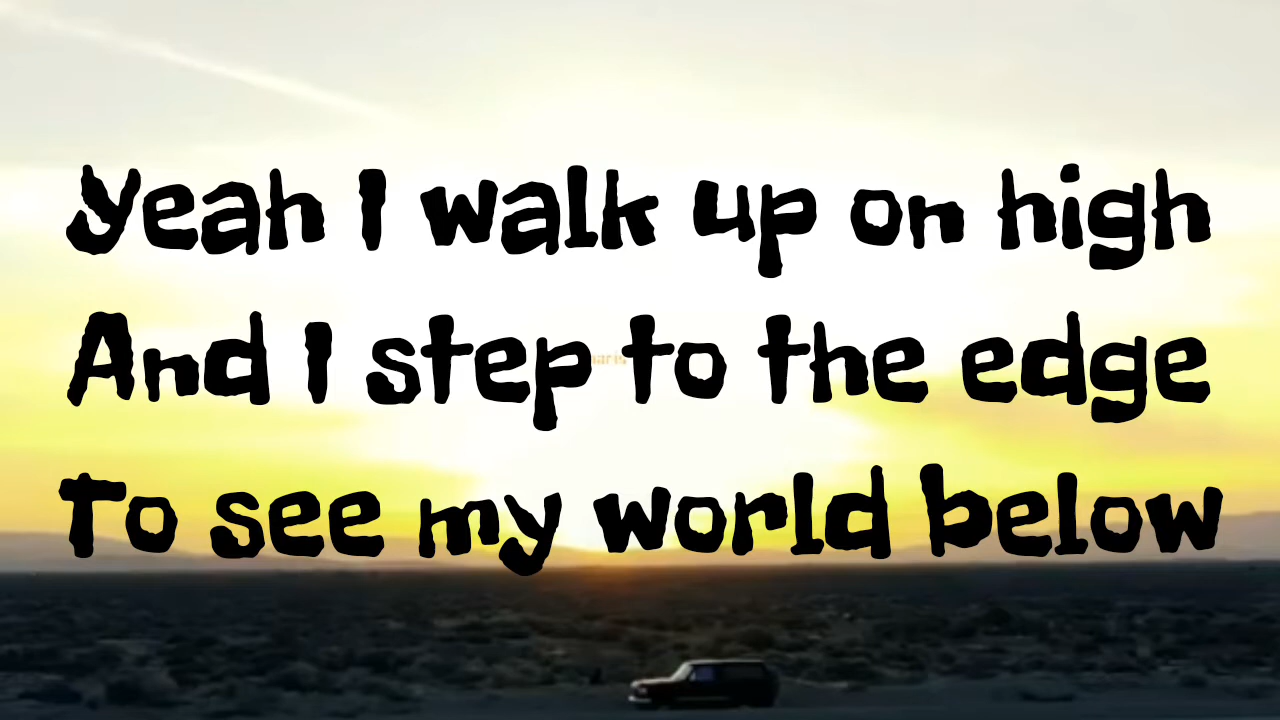 Yeah I walk up on high
And I step to the edge
To see my world below